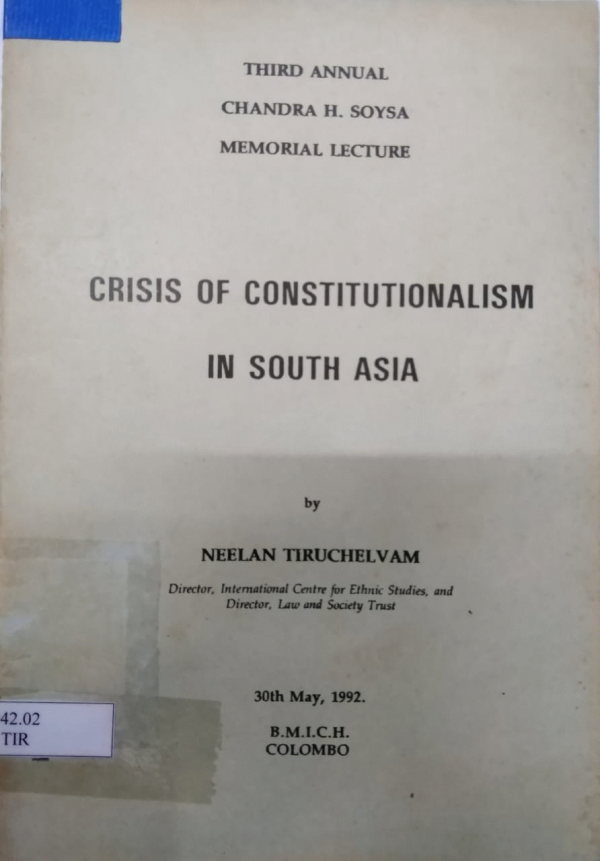 THIRD ANNUAL
CHANDRA H. SOYSA
MEMORIAL LECTURE
CRISIS OF CONSTITUTIONALISM
IN SOUTH ASIA
by
NEELAN TIRUCHELVAM
Director, International Centre for Ethnic Studies, and
Director, Law and Society Trust
30th May, 1992.
B.M.I.C.H.
COLOMBO
42.02
TIR